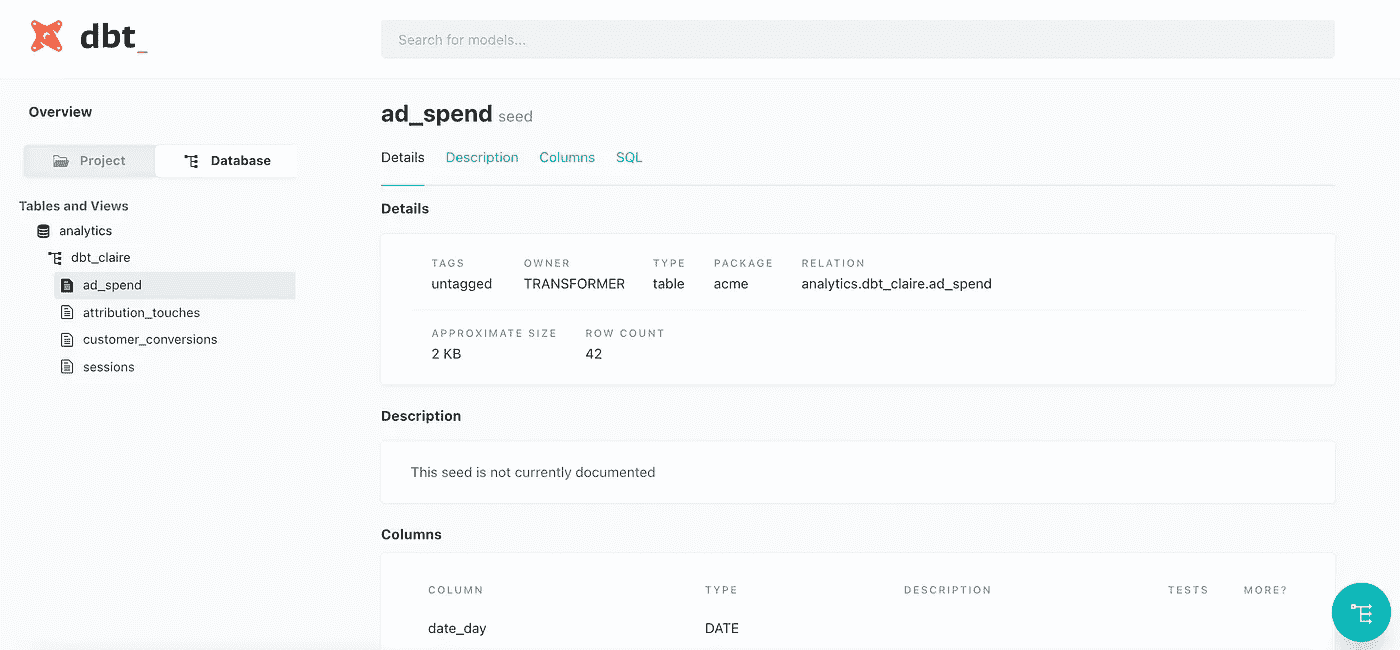 dbt_
Search for models...
Overview
Project Database
Tables and Views
analytics
dbt_claire
ad_spend
attribution_touches
customer_conversions
sessions
ad_spend seed
Details Description Columns SQL
Details
TAGS OWNER TYPE PACKAGE RELATION
untagged TRANSFORMER table acme analytics.dbt_claire.ad_spend
APPROXIMATE SIZE ROW COUNT
2 KB 42
Description
This seed is not currently documented
Columns
COLUMN TYPE DESCRIPTION TESTS MORE?
date_day DATE